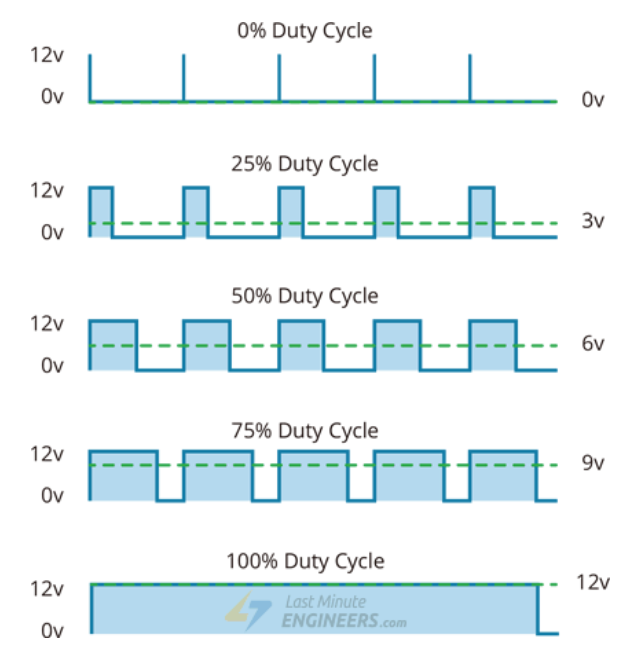 0% Duty Cycle
12v
0v
0v
25% Duty Cycle
12v
3v
0v
50% Duty Cycle
12v
6v
0v
75% Duty Cycle
12v
9v
0v
100% Duty Cycle
12v
12v
Last Minute
ENGINEERS.com
0v